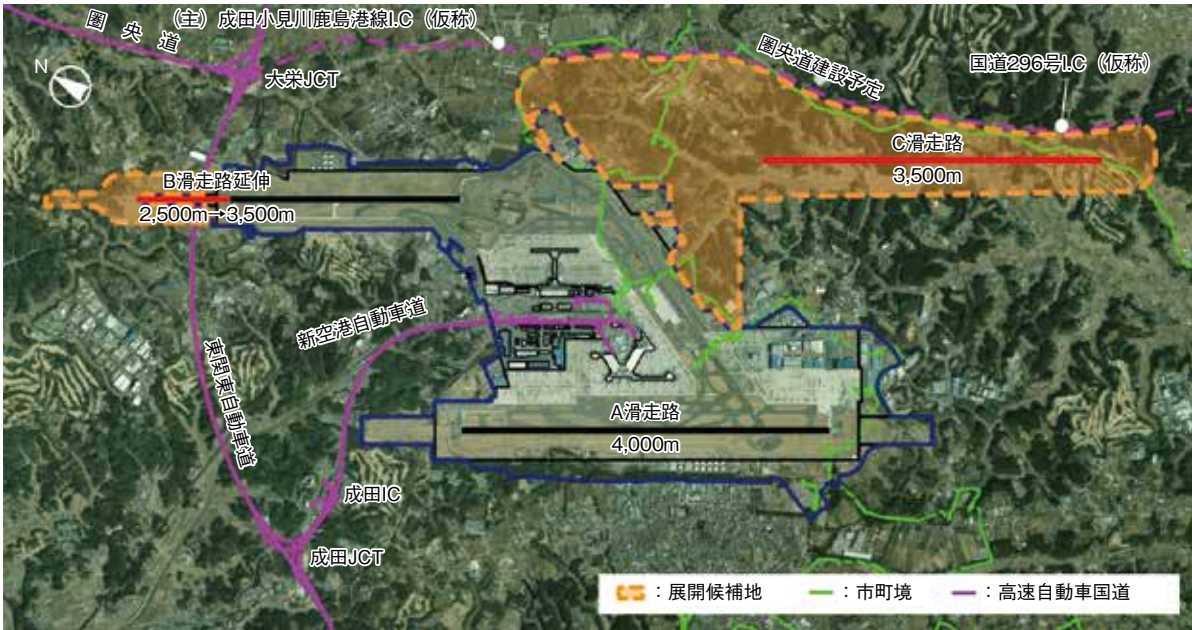 （主）成田小見川鹿島港線I.C（仮称）
圏央道
N
大栄JCT
圏央道建設予定
国道296号I.C（仮称）
C滑走路
3,500m
B滑走路延伸
2,500m→3,500m
新空港自動車道
東関東自動車道
A滑走路
4,000m
成田IC
成田JCT
：展開候補地
：市町境
：高速自動車国道